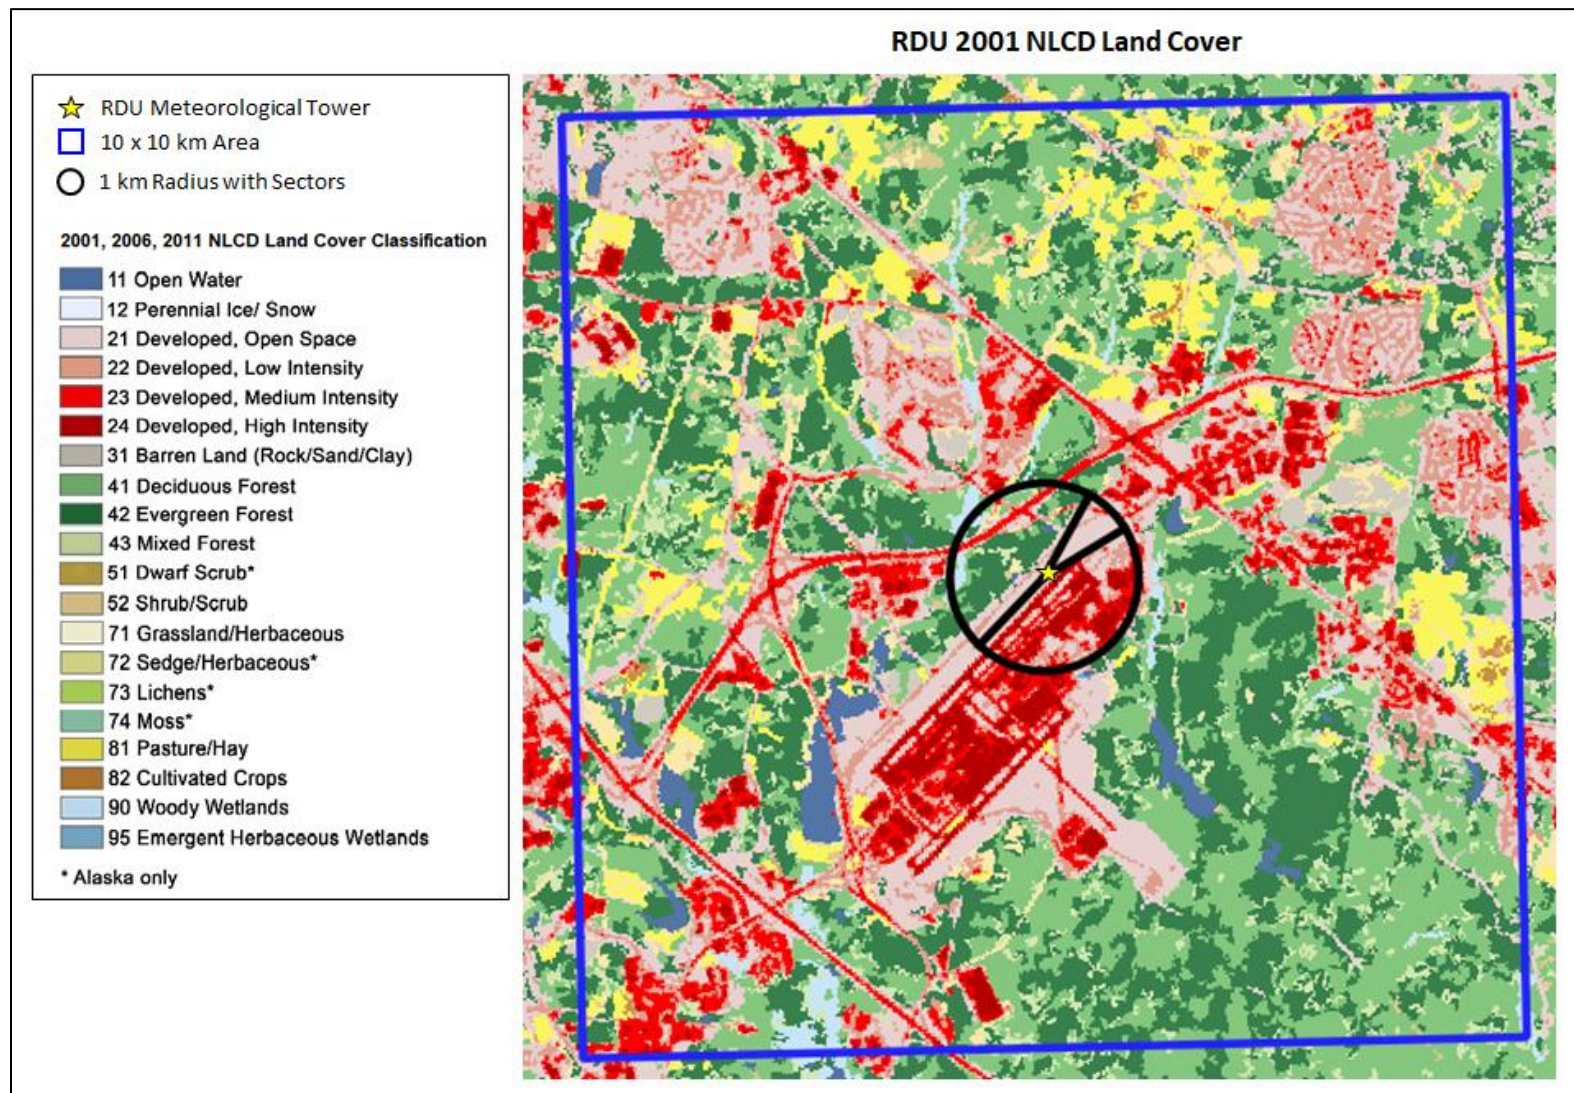 RDU 2001 NLCD Land Cover
RDU Meteorological Tower
10 x 10 km Area
1 km Radius with Sectors
2001, 2006, 2011 NLCD Land Cover Classification
11 Open Water
12 Perennial Ice/ Snow
21 Developed, Open Space
22 Developed, Low Intensity
23 Developed, Medium Intensity
24 Developed, High Intensity
31 Barren Land (Rock/Sand/Clay)
41 Deciduous Forest
42 Evergreen Forest
43 Mixed Forest
51 Dwarf Scrub*
52 Shrub/Scrub
71 Grassland/Herbaceous
72 Sedge/Herbaceous*
73 Lichens*
74 Moss*
81 Pasture/Hay
82 Cultivated Crops
90 Woody Wetlands
95 Emergent Herbaceous Wetlands
* Alaska only